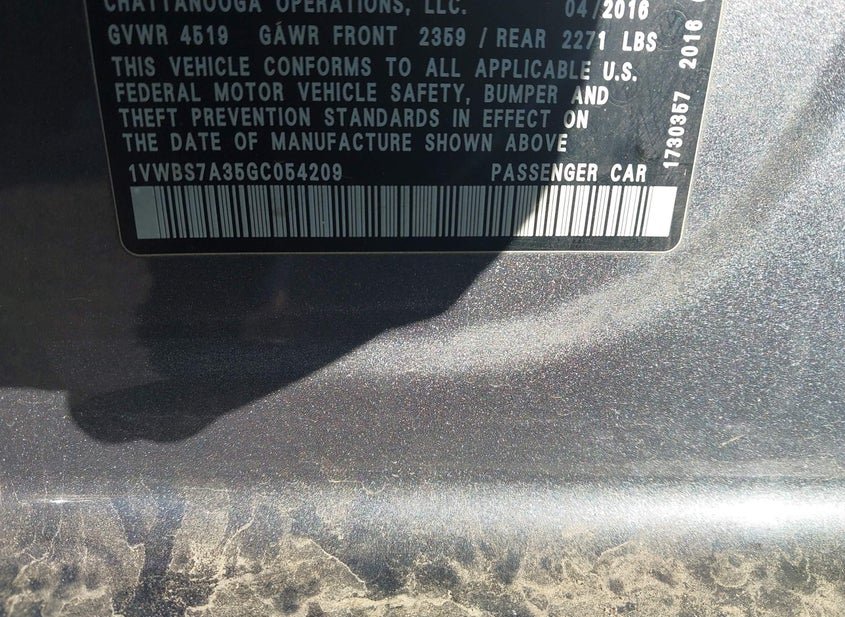 CHATTANOOGA OPERATIONS, LLC. 04/2016
GVWR 4519 GAWR FRONT 2359 / REAR 2271 LBS
THIS VEHICLE CONFORMS TO ALL APPLICABLE U.S.
FEDERAL MOTOR VEHICLE SAFETY, BUMPER AND
THEFT PREVENTION STANDARDS IN EFFECT ON
THE DATE OF MANUFACTURE SHOWN ABOVE
1VWBS7A35GC054209 PASSENGER CAR
1730357 2016